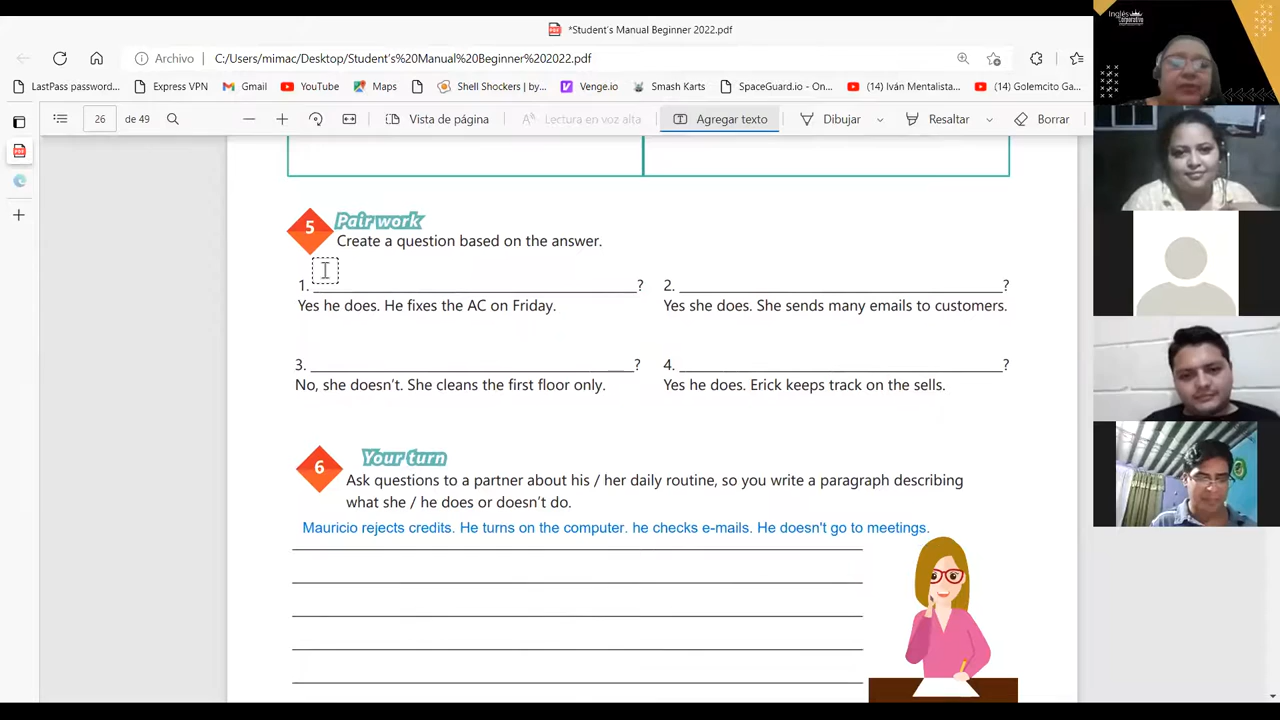 *Student's Manual Beginner 2022.pdf
Archivo
C:/Users/mimac/Desktop/Student's%20Manual%20Beginner%202022.pdf
LastPass password...
Express VPN
Gmail
YouTube
Maps
Shell Shockers | by...
Venge.io
Smash Karts
SpaceGuard.io - On...
(14) Iván Mentalista...
(14) Golemcito Ga...
26
de 49
Vista de página
Lectura en voz alta
Agregar texto
Dibujar
Resaltar
Borrar
5
Pair work
Create a question based on the answer.
1. ____________________?
Yes he does. He fixes the AC on Friday.
2. ____________________?
Yes she does. She sends many emails to customers.
3. ____________________?
No, she doesn't. She cleans the first floor only.
4. ____________________?
Yes he does. Erick keeps track on the sells.
6
Your turn
Ask questions to a partner about his / her daily routine, so you write a paragraph describing
what she / he does or doesn't do.
Mauricio rejects credits. He turns on the computer. he checks e-mails. He doesn't go to meetings.
Inglés
Corporativo